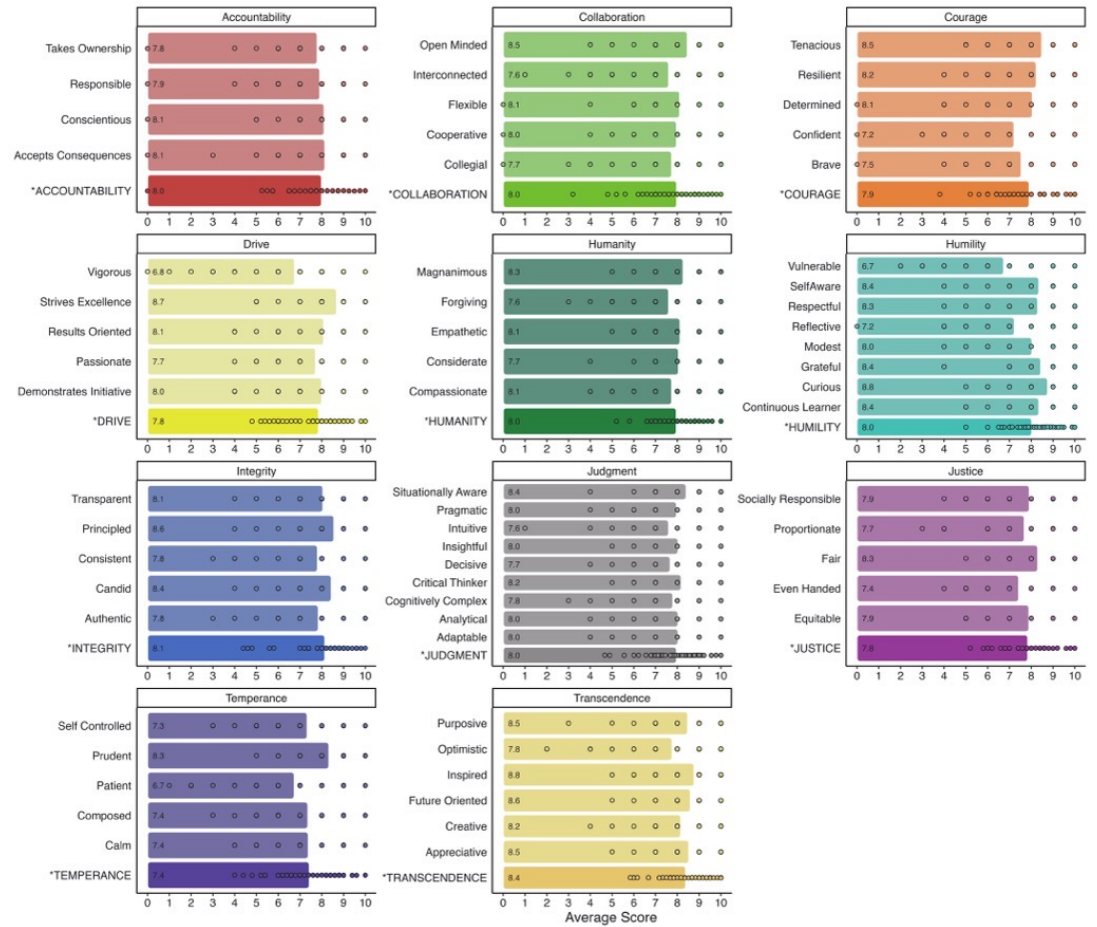 Accountability
Takes Ownership 7.8
Responsible 7.9
Conscientious 8.1
Accepts Consequences 8.1
*ACCOUNTABILITY 8.0
0 1 2 3 4 5 6 7 8 9 10
Collaboration
Open Minded 8.5
Interconnected 7.6
Flexible 8.1
Cooperative 8.0
Collegial 7.7
*COLLABORATION 8.0
0 1 2 3 4 5 6 7 8 9 10
Courage
Tenacious 8.5
Resilient 8.2
Determined 8.1
Confident 7.2
Brave 7.5
*COURAGE 7.9
0 1 2 3 4 5 6 7 8 9 10
Drive
Vigorous 6.8
Strives Excellence 8.7
Results Oriented 8.1
Passionate 7.7
Demonstrates Initiative 8.0
*DRIVE 7.8
0 1 2 3 4 5 6 7 8 9 10
Humanity
Magnanimous 8.3
Forgiving 7.6
Empathetic 8.1
Considerate 7.7
Compassionate 8.1
*HUMANITY 8.0
0 1 2 3 4 5 6 7 8 9 10
Humility
Vulnerable 6.7
SelfAware 8.4
Respectful 8.3
Reflective 7.2
Modest 8.0
Grateful 8.4
Curious 8.8
Continuous Learner 8.4
*HUMILITY 8.0
0 1 2 3 4 5 6 7 8 9 10
Integrity
Transparent 8.1
Principled 8.6
Consistent 7.8
Candid 8.4
Authentic 7.8
*INTEGRITY 8.1
0 1 2 3 4 5 6 7 8 9 10
Judgment
Situationally Aware 8.4
Pragmatic 8.0
Intuitive 7.6
Insightful 8.0
Decisive 7.7
Critical Thinker 8.2
Cognitively Complex 7.8
Analytical 8.0
Adaptable 8.0
*JUDGMENT 8.0
0 1 2 3 4 5 6 7 8 9 10
Justice
Socially Responsible 7.9
Proportionate 7.7
Fair 8.3
Even Handed 7.4
Equitable 7.9
*JUSTICE 7.8
0 1 2 3 4 5 6 7 8 9 10
Temperance
Self Controlled 7.3
Prudent 8.3
Patient 6.7
Composed 7.4
Calm 7.4
*TEMPERANCE 7.4
0 1 2 3 4 5 6 7 8 9 10
Transcendence
Purposive 8.5
Optimistic 7.8
Inspired 8.8
Future Oriented 8.6
Creative 8.2
Appreciative 8.5
*TRANSCENDENCE 8.4
0 1 2 3 4 5 6 7 8 9 10
Average Score